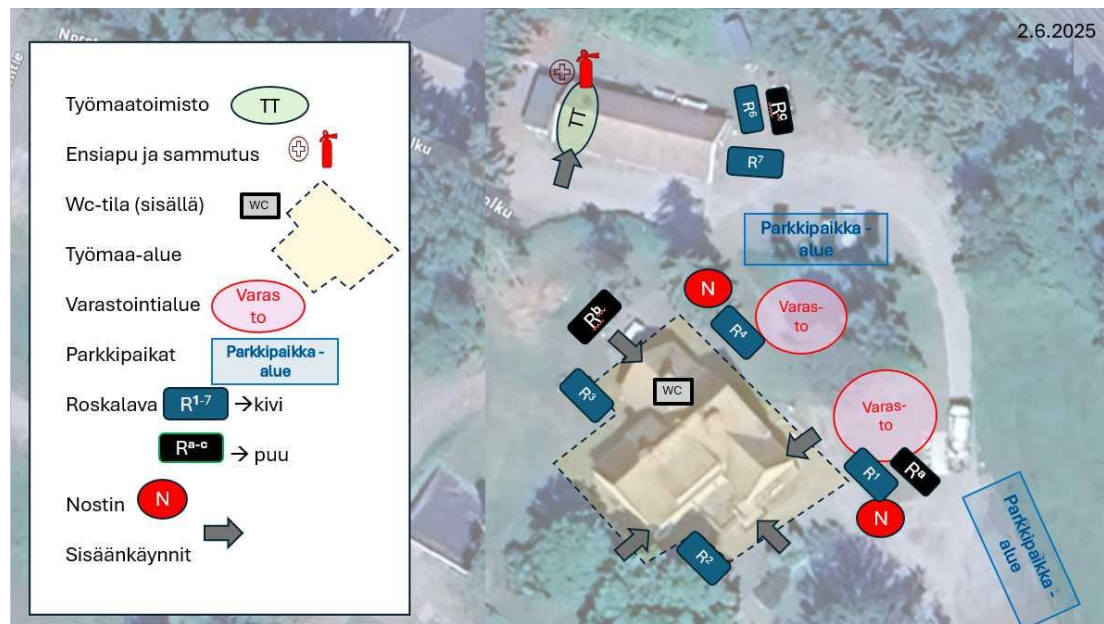 2.6.2025
Työmaatoimisto
TT
Ensiapu ja sammutus
Wc-tila (sisällä)
WC
Työmaa-alue
Varastointialue
Varas
to
Parkkipaikat
Parkkipaikka -
alue
Roskalava
R1-7
→kivi
Ra-c
→ puu
Nostin
N
Sisäänkäynnit
TT
R6
Rc
R7
Parkkipaikka -
alue
N
R4
Varas-
to
Rb
R3
WC
Varas-
to
R1
Ra
N
R2
Parkkipaikka -
alue
olku